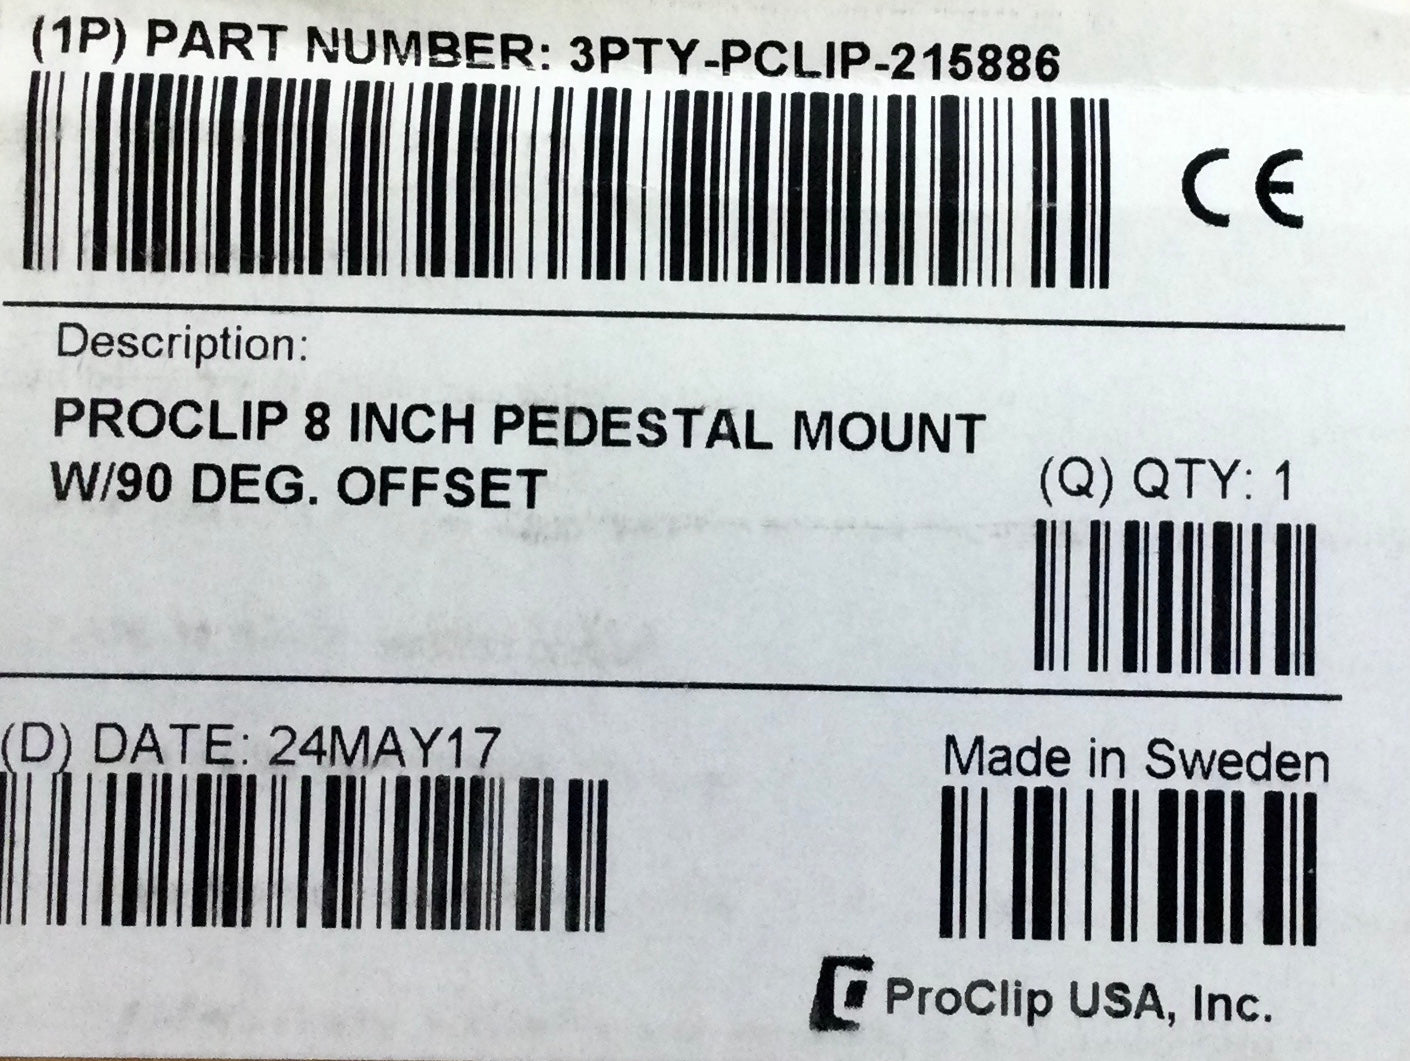 (1P) PART NUMBER: 3PTY-PCLIP-215886
CE
Description:
PROCLIP 8 INCH PEDESTAL MOUNT
W/90 DEG. OFFSET
(Q) QTY: 1
(D) DATE: 24MAY17
Made in Sweden
ProClip USA, Inc.